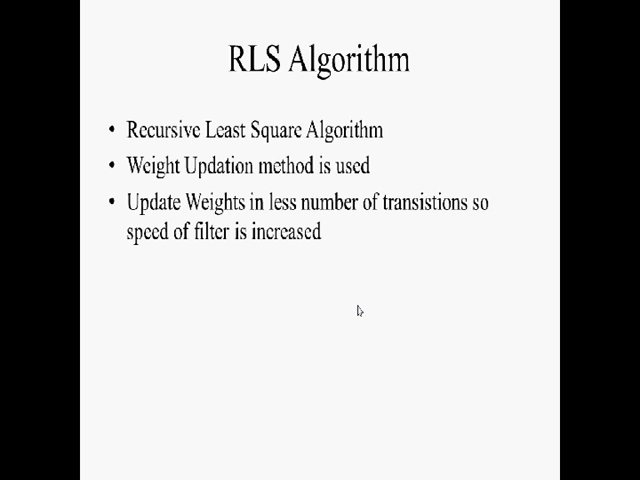 RLS Algorithm
• Recursive Least Square Algorithm
• Weight Updation method is used
• Update Weights in less number of transistions so
speed of filter is increased